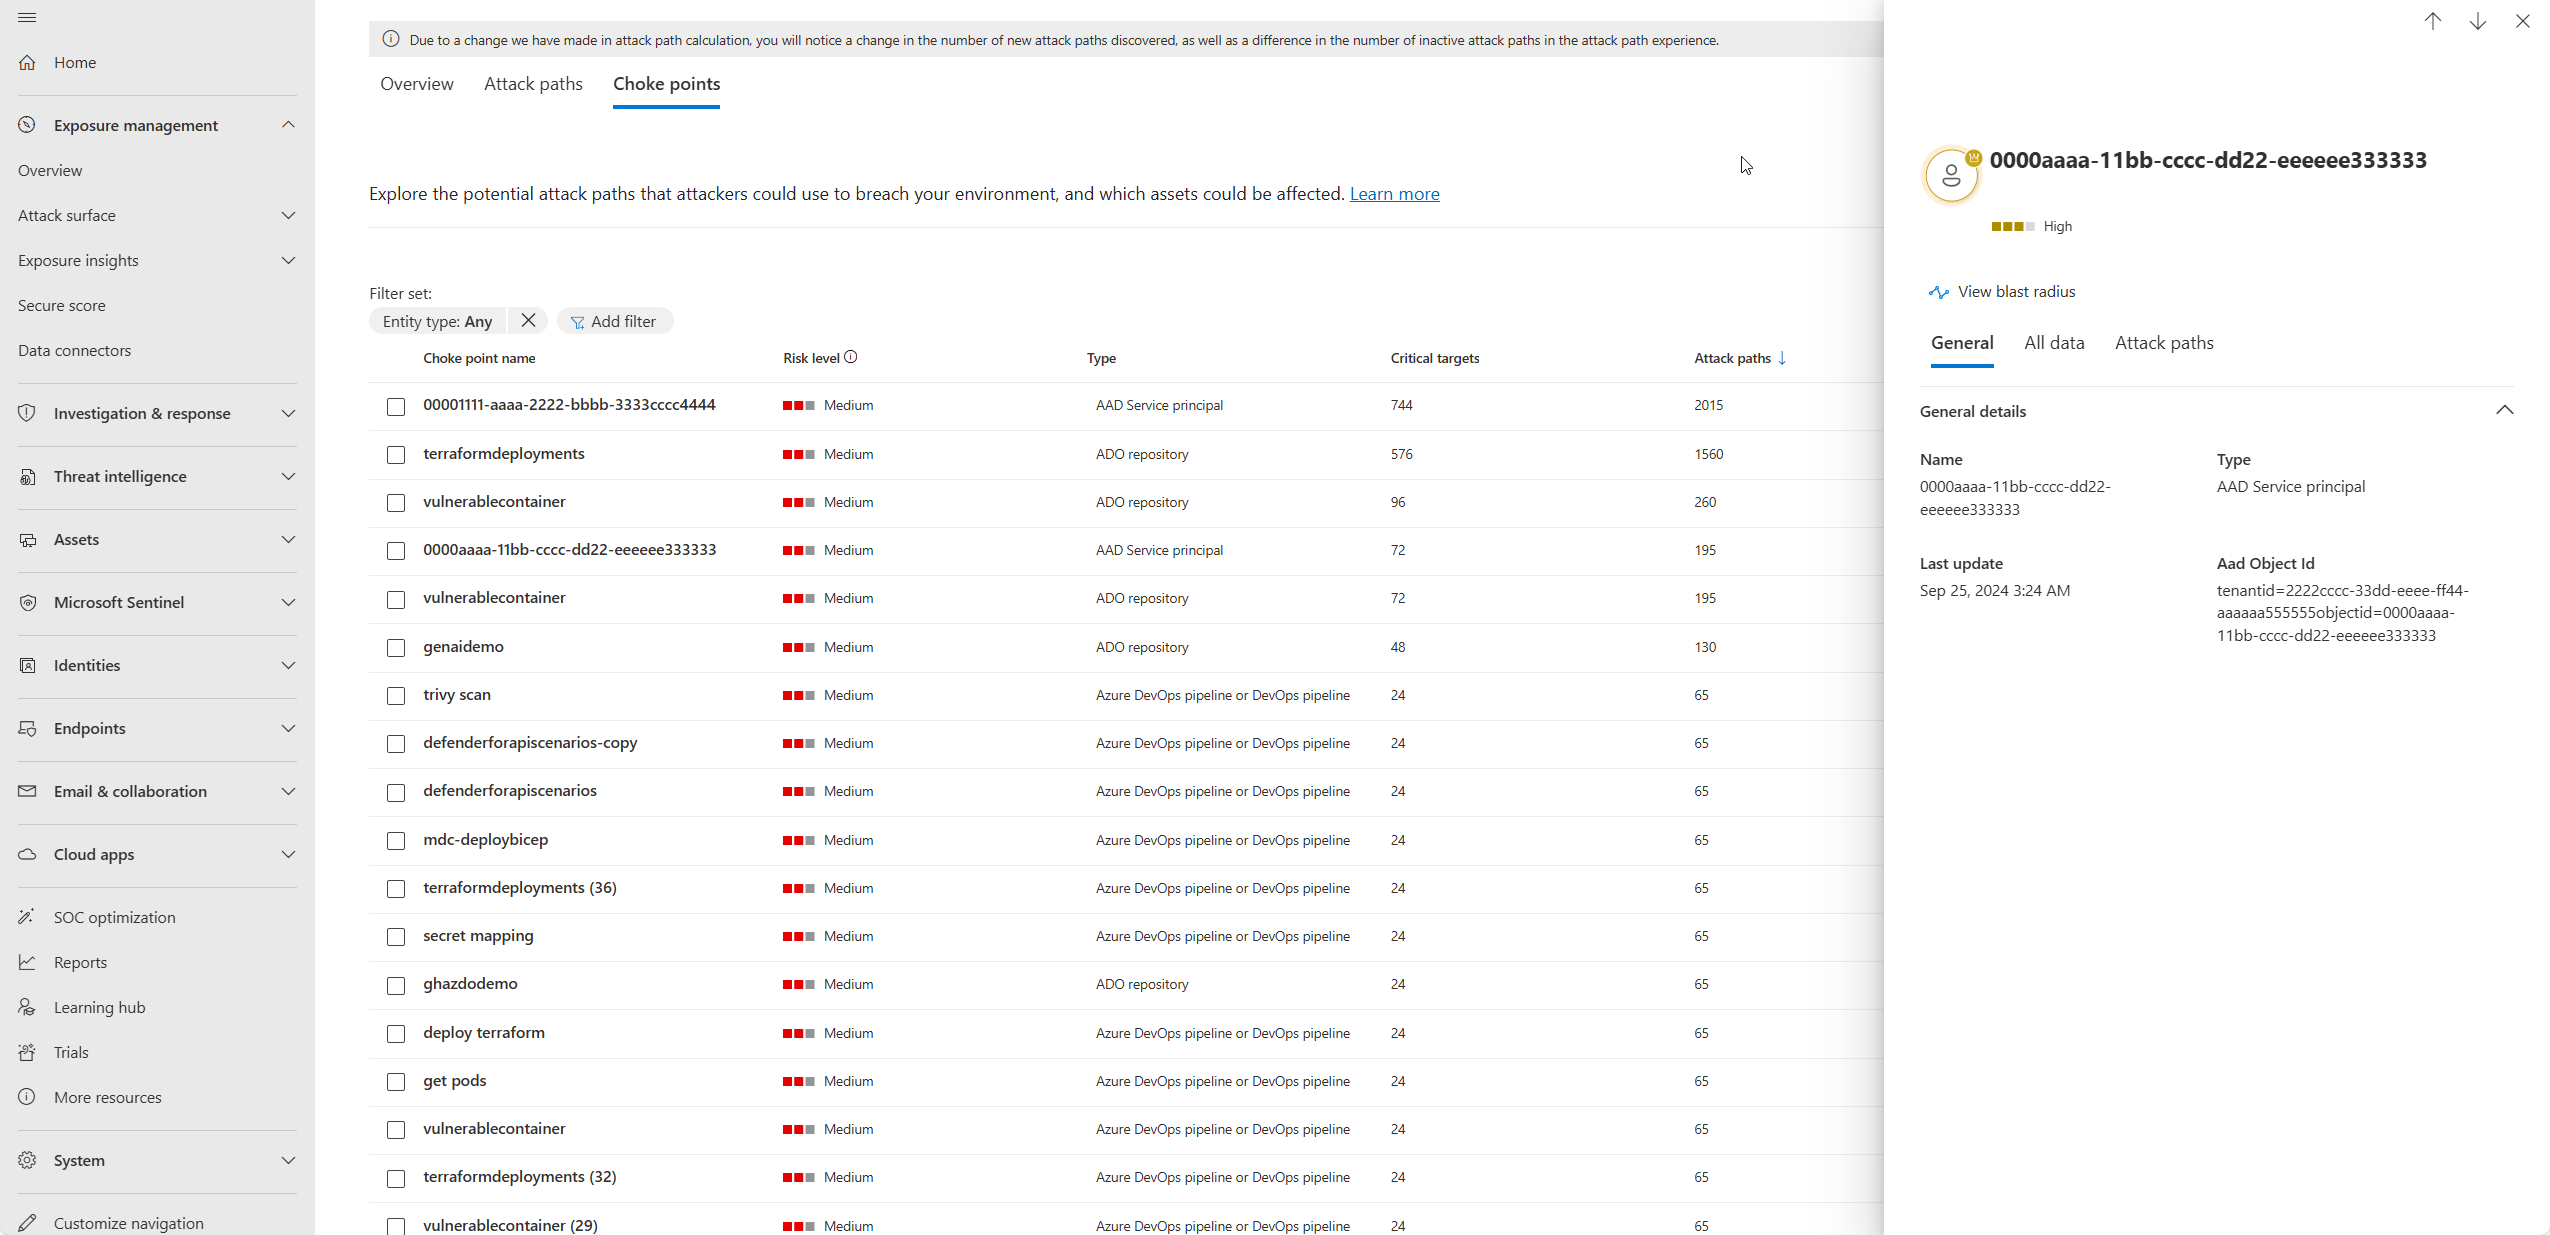 Home
Exposure management
Overview
Attack surface
Exposure insights
Secure score
Data connectors
Investigation & response
Threat intelligence
Assets
Microsoft Sentinel
Identities
Endpoints
Email & collaboration
Cloud apps
SOC optimization
Reports
Learning hub
Trials
More resources
System
Customize navigation
Due to a change we have made in attack path calculation, you will notice a change in the number of new attack paths discovered, as well as a difference in the number of inactive attack paths in the attack path experience.
Overview Attack paths Choke points
Explore the potential attack paths that attackers could use to breach your environment, and which assets could be affected. Learn more
Filter set:
Entity type: Any Add filter
Choke point name Risk level Type Critical targets Attack paths
00001111-aaaa-2222-bbbb-3333cccc4444 Medium AAD Service principal 744 2015
terraformdeployments Medium ADO repository 576 1560
vulnerablecontainer Medium ADO repository 96 260
0000aaaa-11bb-cccc-dd22-eeeeee333333 Medium AAD Service principal 72 195
vulnerablecontainer Medium ADO repository 72 195
genaidemo Medium ADO repository 48 130
trivy scan Medium Azure DevOps pipeline or DevOps pipeline 24 65
defenderforapiscenarios-copy Medium Azure DevOps pipeline or DevOps pipeline 24 65
defenderforapiscenarios Medium Azure DevOps pipeline or DevOps pipeline 24 65
mdc-deploybicep Medium Azure DevOps pipeline or DevOps pipeline 24 65
terraformdeployments (36) Medium Azure DevOps pipeline or DevOps pipeline 24 65
secret mapping Medium Azure DevOps pipeline or DevOps pipeline 24 65
ghazdodemo Medium ADO repository 24 65
deploy terraform Medium Azure DevOps pipeline or DevOps pipeline 24 65
get pods Medium Azure DevOps pipeline or DevOps pipeline 24 65
vulnerablecontainer Medium Azure DevOps pipeline or DevOps pipeline 24 65
terraformdeployments (32) Medium Azure DevOps pipeline or DevOps pipeline 24 65
vulnerablecontainer (29) Medium Azure DevOps pipeline or DevOps pipeline 24 65
0000aaaa-11bb-cccc-dd22-eeeeee333333
High
View blast radius
General All data Attack paths
General details
Name
0000aaaa-11bb-cccc-dd22-
eeeeee333333
Type
AAD Service principal
Last update
Sep 25, 2024 3:24 AM
Aad Object Id
tenantid=2222cccc-33dd-eeee-ff44-
aaaaaa555555objectid=0000aaaa-
11bb-cccc-dd22-eeeeee333333